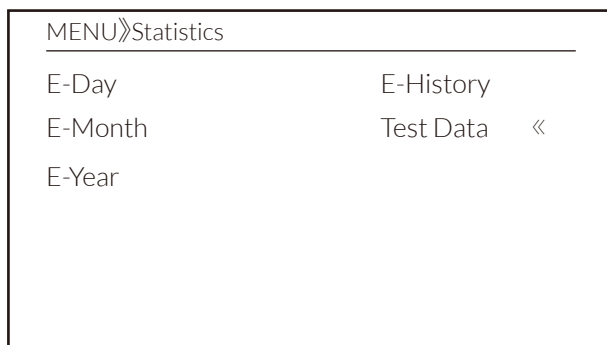 MENU》Statistics
E-Day E-History
E-Month Test Data 《
E-Year